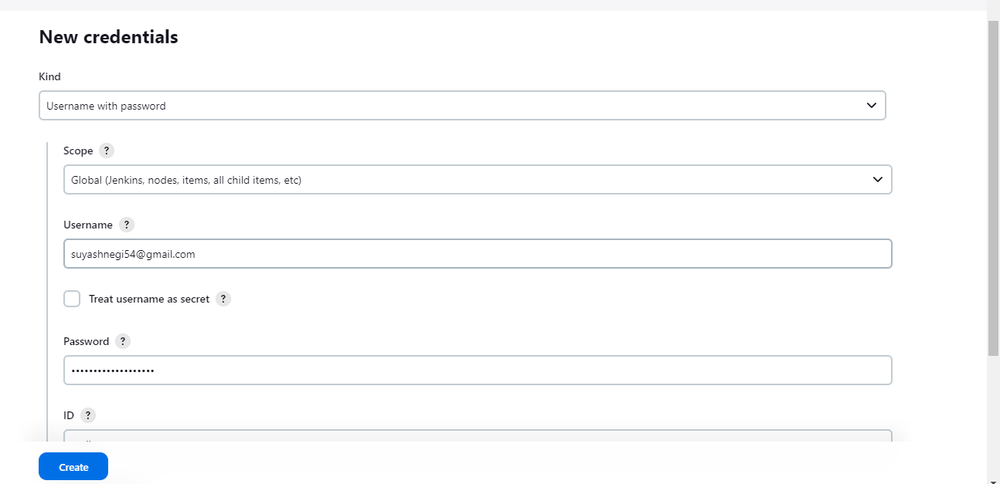 New credentials
Kind
Username with password
Scope ?
Global (Jenkins, nodes, items, all child items, etc)
Username ?
suyashnegi54@gmail.com
Treat username as secret ?
Password ?
•••••••••••••••••••
ID ?
Create